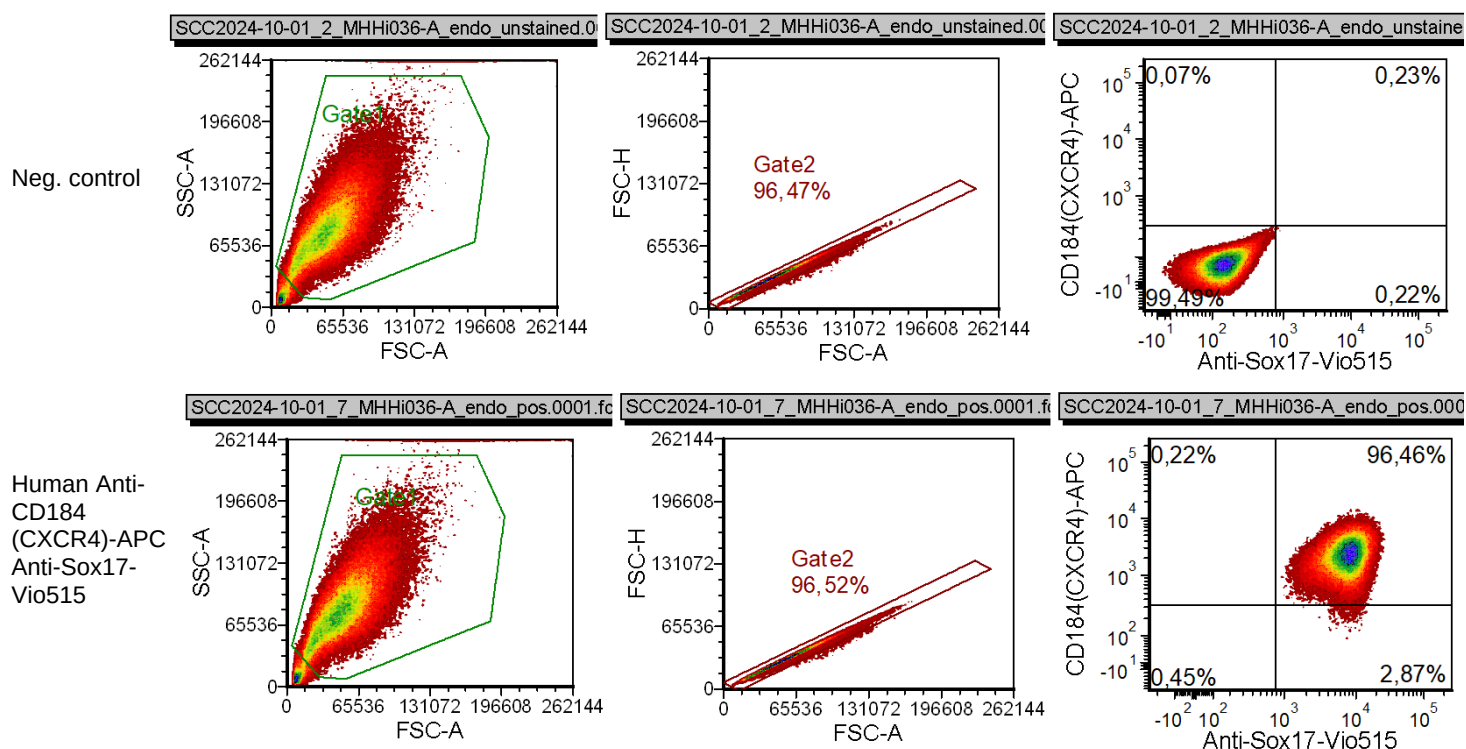 SCC2024-10-01_2_MHHi036-A_endo_unstained.00
SCC2024-10-01_2_MHHi036-A_endo_unstained.00
SCC2024-10-01_2_MHHi036-A_endo_unstaine
Neg. control
262144
196608
131072
65536
0
SSC-A
Gate1
0
65536
131072
196608
262144
FSC-A
262144
196608
131072
65536
0
FSC-H
Gate2
96,47%
0
65536
131072
196608
262144
FSC-A
10^5
10^4
10^3
-10^1
CD184(CXCR4)-APC
0,07%
0,23%
99,49%
0,22%
-10^1
10^2
10^3
10^4
10^5
Anti-Sox17-Vio515
SCC2024-10-01_7_MHHi036-A_endo_pos.0001.fc
SCC2024-10-01_7_MHHi036-A_endo_pos.0001.fc
SCC2024-10-01_7_MHHi036-A_endo_pos.000
Human Anti-
CD184
(CXCR4)-APC
Anti-Sox17-
Vio515
262144
196608
131072
65536
0
SSC-A
Gate1
0
65536
131072
196608
262144
FSC-A
262144
196608
131072
65536
0
FSC-H
Gate2
96,52%
0
65536
131072
196608
262144
FSC-A
10^5
10^4
10^3
10^2
-10^1
CD184(CXCR4)-APC
0,22%
96,46%
0,45%
2,87%
-10^2
10^2
10^3
10^4
10^5
Anti-Sox17-Vio515